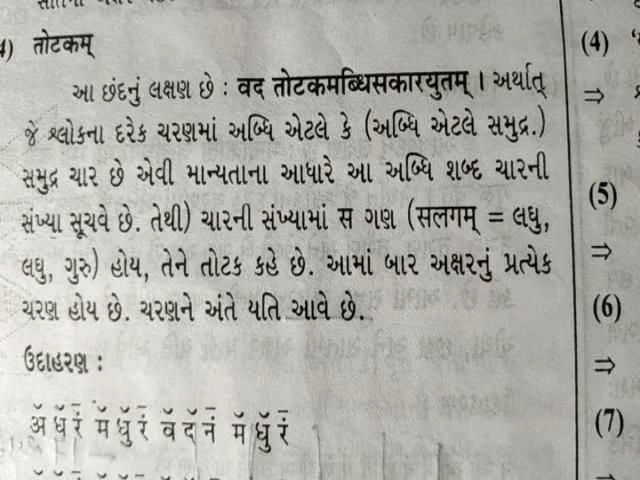 4) તોટકમ્
આ છંદનું લક્ષણ છે : વદ તોટકમબ્ધિસકારયુતમ્ । અર્થાત્
જે શ્લોકના દરેક ચરણમાં અબ્ધિ એટલે કે (અબ્ધિ એટલે સમુદ્ર.)
સમુદ્ર ચાર છે એવી માન્યતાના આધારે આ અબ્ધિ શબ્દ ચારની
સંખ્યા સૂચવે છે. તેથી) ચારની સંખ્યામાં સ ગણ (સલગમ્ = લઘુ,
લઘુ, ગુરુ) હોય, તેને તોટક કહે છે. આમાં બાર અક્ષરનું પ્રત્યેક
ચરણ હોય છે. ચરણને અંતે યતિ આવે છે.
ઉદાહરણ :
અ ધ રં મ ધુ રં વ દ નં મ ધુ રં
(4)
⇒
(5)
⇒
(6)
⇒
(7)